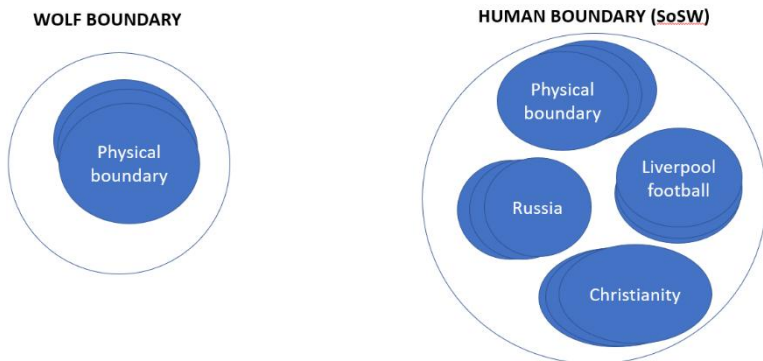 WOLF BOUNDARY
Physical
boundary
HUMAN BOUNDARY (SoSW)
Physical
boundary
Liverpool
football
Russia
Christianity